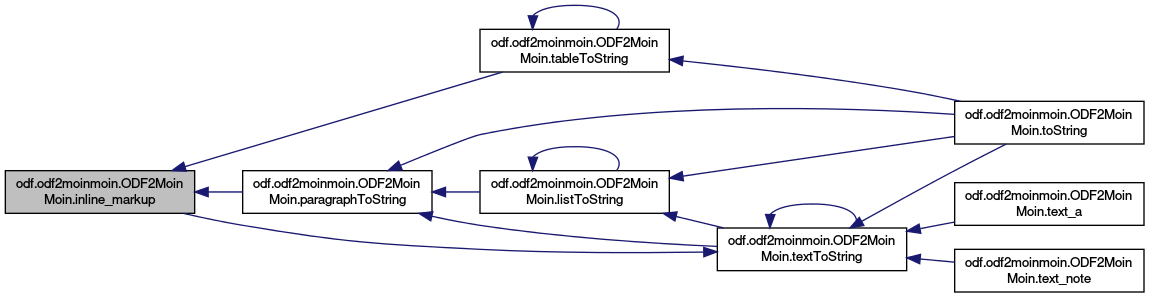 odf.odf2moinmoin.ODF2Moin
Moin.tableToString
odf.odf2moinmoin.ODF2Moin
Moin.toString
odf.odf2moinmoin.ODF2Moin
Moin.inline_markup
odf.odf2moinmoin.ODF2Moin
Moin.paragraphToString
odf.odf2moinmoin.ODF2Moin
Moin.listToString
odf.odf2moinmoin.ODF2Moin
Moin.text_a
odf.odf2moinmoin.ODF2Moin
Moin.textToString
odf.odf2moinmoin.ODF2Moin
Moin.text_note